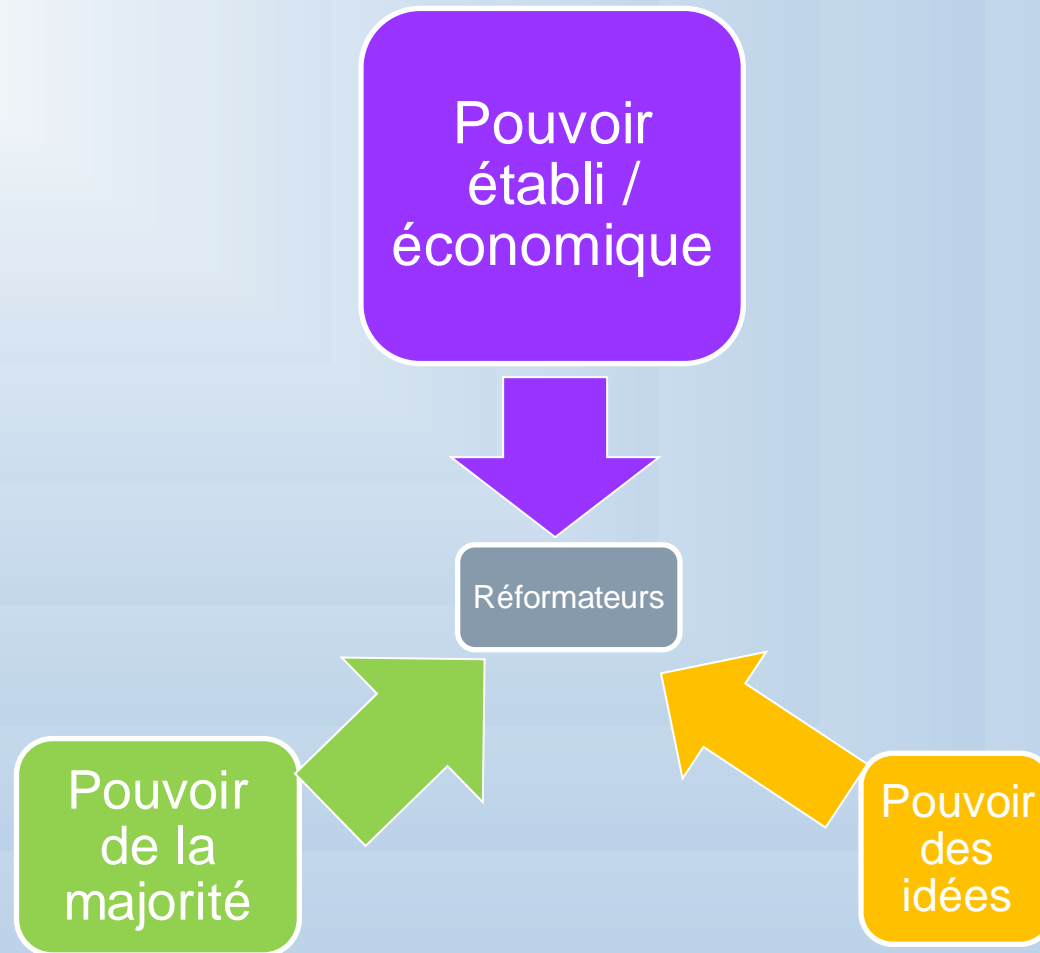 Pouvoir
établi /
économique
Réformateurs
Pouvoir
de la
majorité
Pouvoir
des
idées